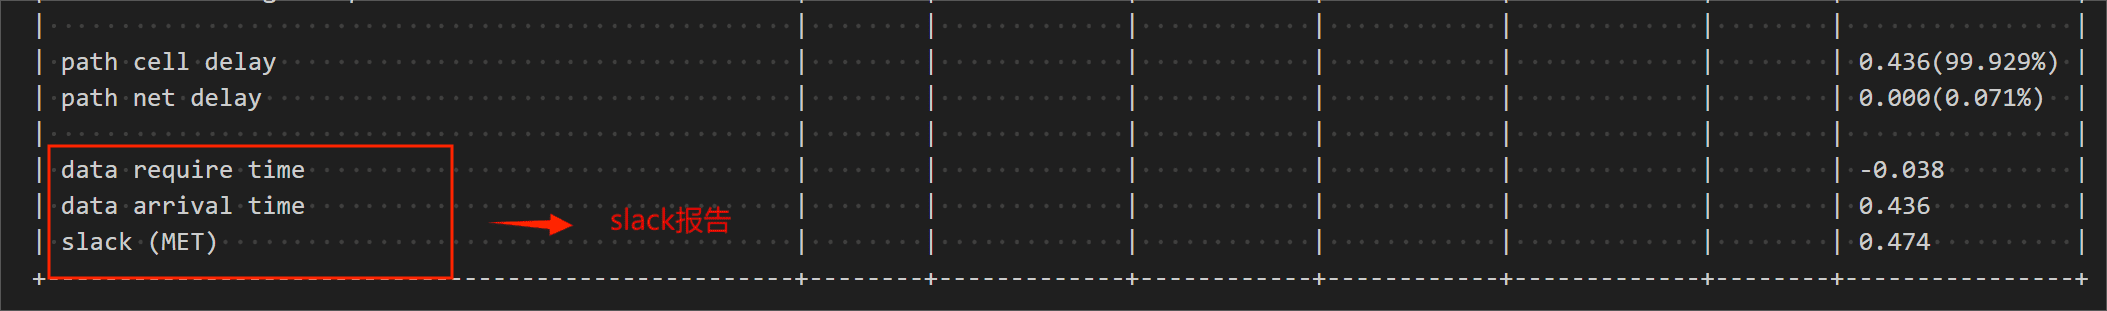 path cell delay 0.436(99.929%)
path net delay 0.000(0.071%)
data require time -0.038
data arrival time 0.436
slack报告
slack (MET) 0.474